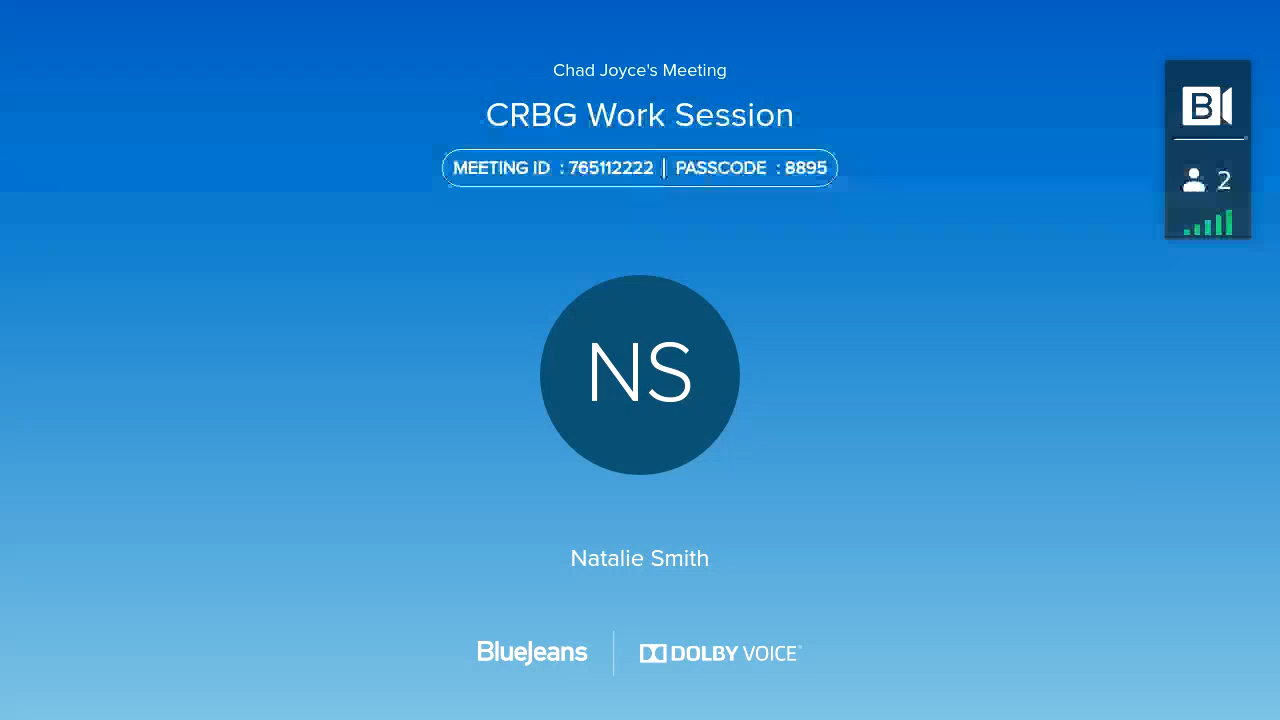 Chad Joyce's Meeting
CRBG Work Session
MEETING ID : 765112222 | PASSCODE : 8895
B
2
NS
Natalie Smith
BlueJeans
DOLBY VOICE